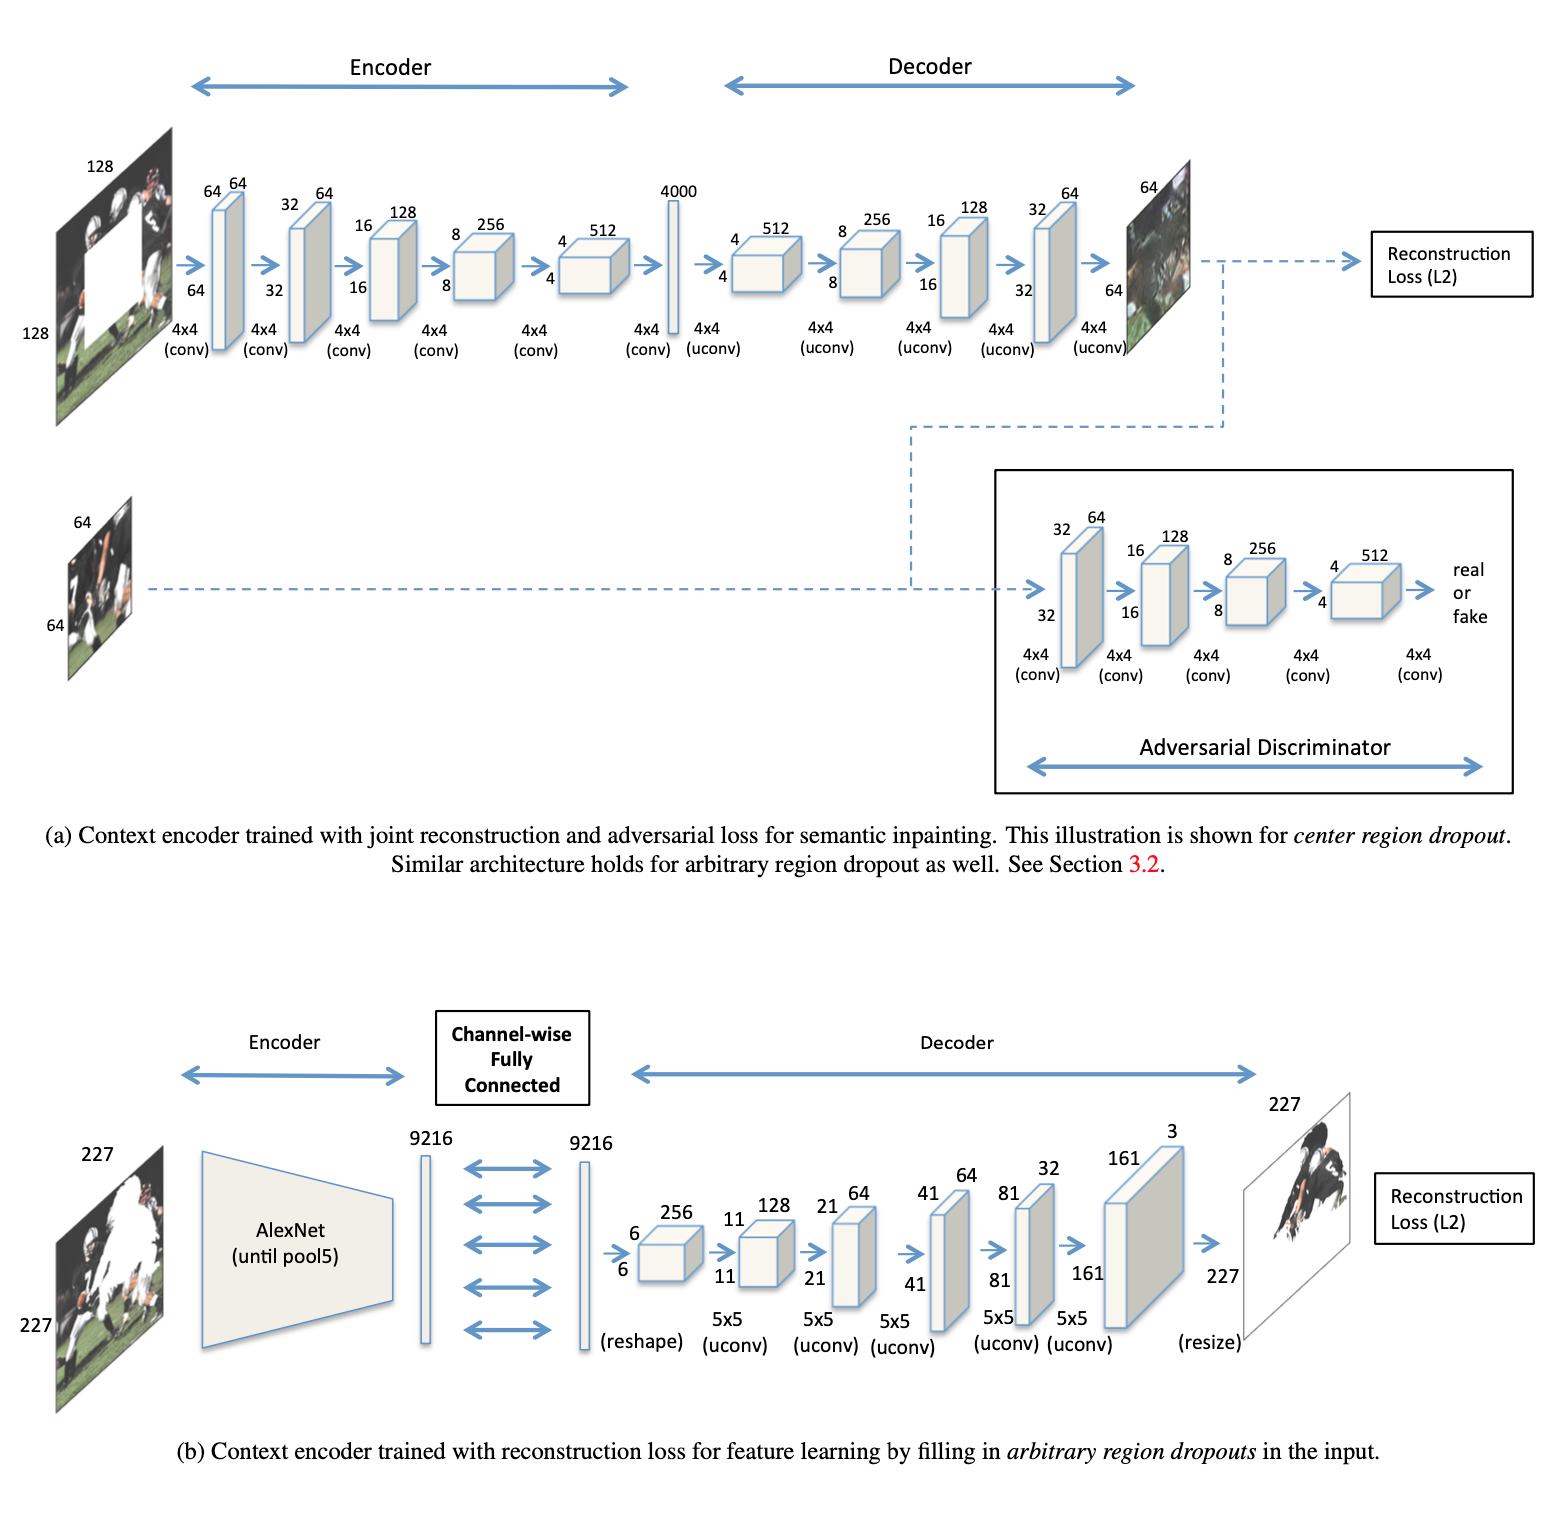 Encoder
Decoder
128
128
64 64
64
4x4
(conv)
32 64
32
4x4
(conv)
16 128
16
4x4
(conv)
8 256
8
4x4
(conv)
4 512
4
4x4
(conv)
4000
4x4
(conv)
4x4
(uconv)
4 512
4
4x4
(uconv)
8 256
8
4x4
(uconv)
16 128
16
4x4
(uconv)
32 64
32
4x4
(uconv)
64
64
Reconstruction
Loss (L2)
64
64
32 64
32
4x4
(conv)
16 128
16
4x4
(conv)
8 256
8
4x4
(conv)
4 512
4
4x4
(conv)
4x4
(conv)
real
or
fake
Adversarial Discriminator
(a) Context encoder trained with joint reconstruction and adversarial loss for semantic inpainting. This illustration is shown for center region dropout.
Similar architecture holds for arbitrary region dropout as well. See Section 3.2.
Encoder
Channel-wise
Fully
Connected
Decoder
227
227
AlexNet
(until pool5)
9216
9216
(reshape)
6 256
6
5x5
(uconv)
11 128
11
5x5
(uconv)
21 64
21
5x5
(uconv)
41 64
41
5x5
(uconv)
81 32
81
5x5
(uconv)
161 3
161
(resize)
227
227
Reconstruction
Loss (L2)
(b) Context encoder trained with reconstruction loss for feature learning by filling in arbitrary region dropouts in the input.